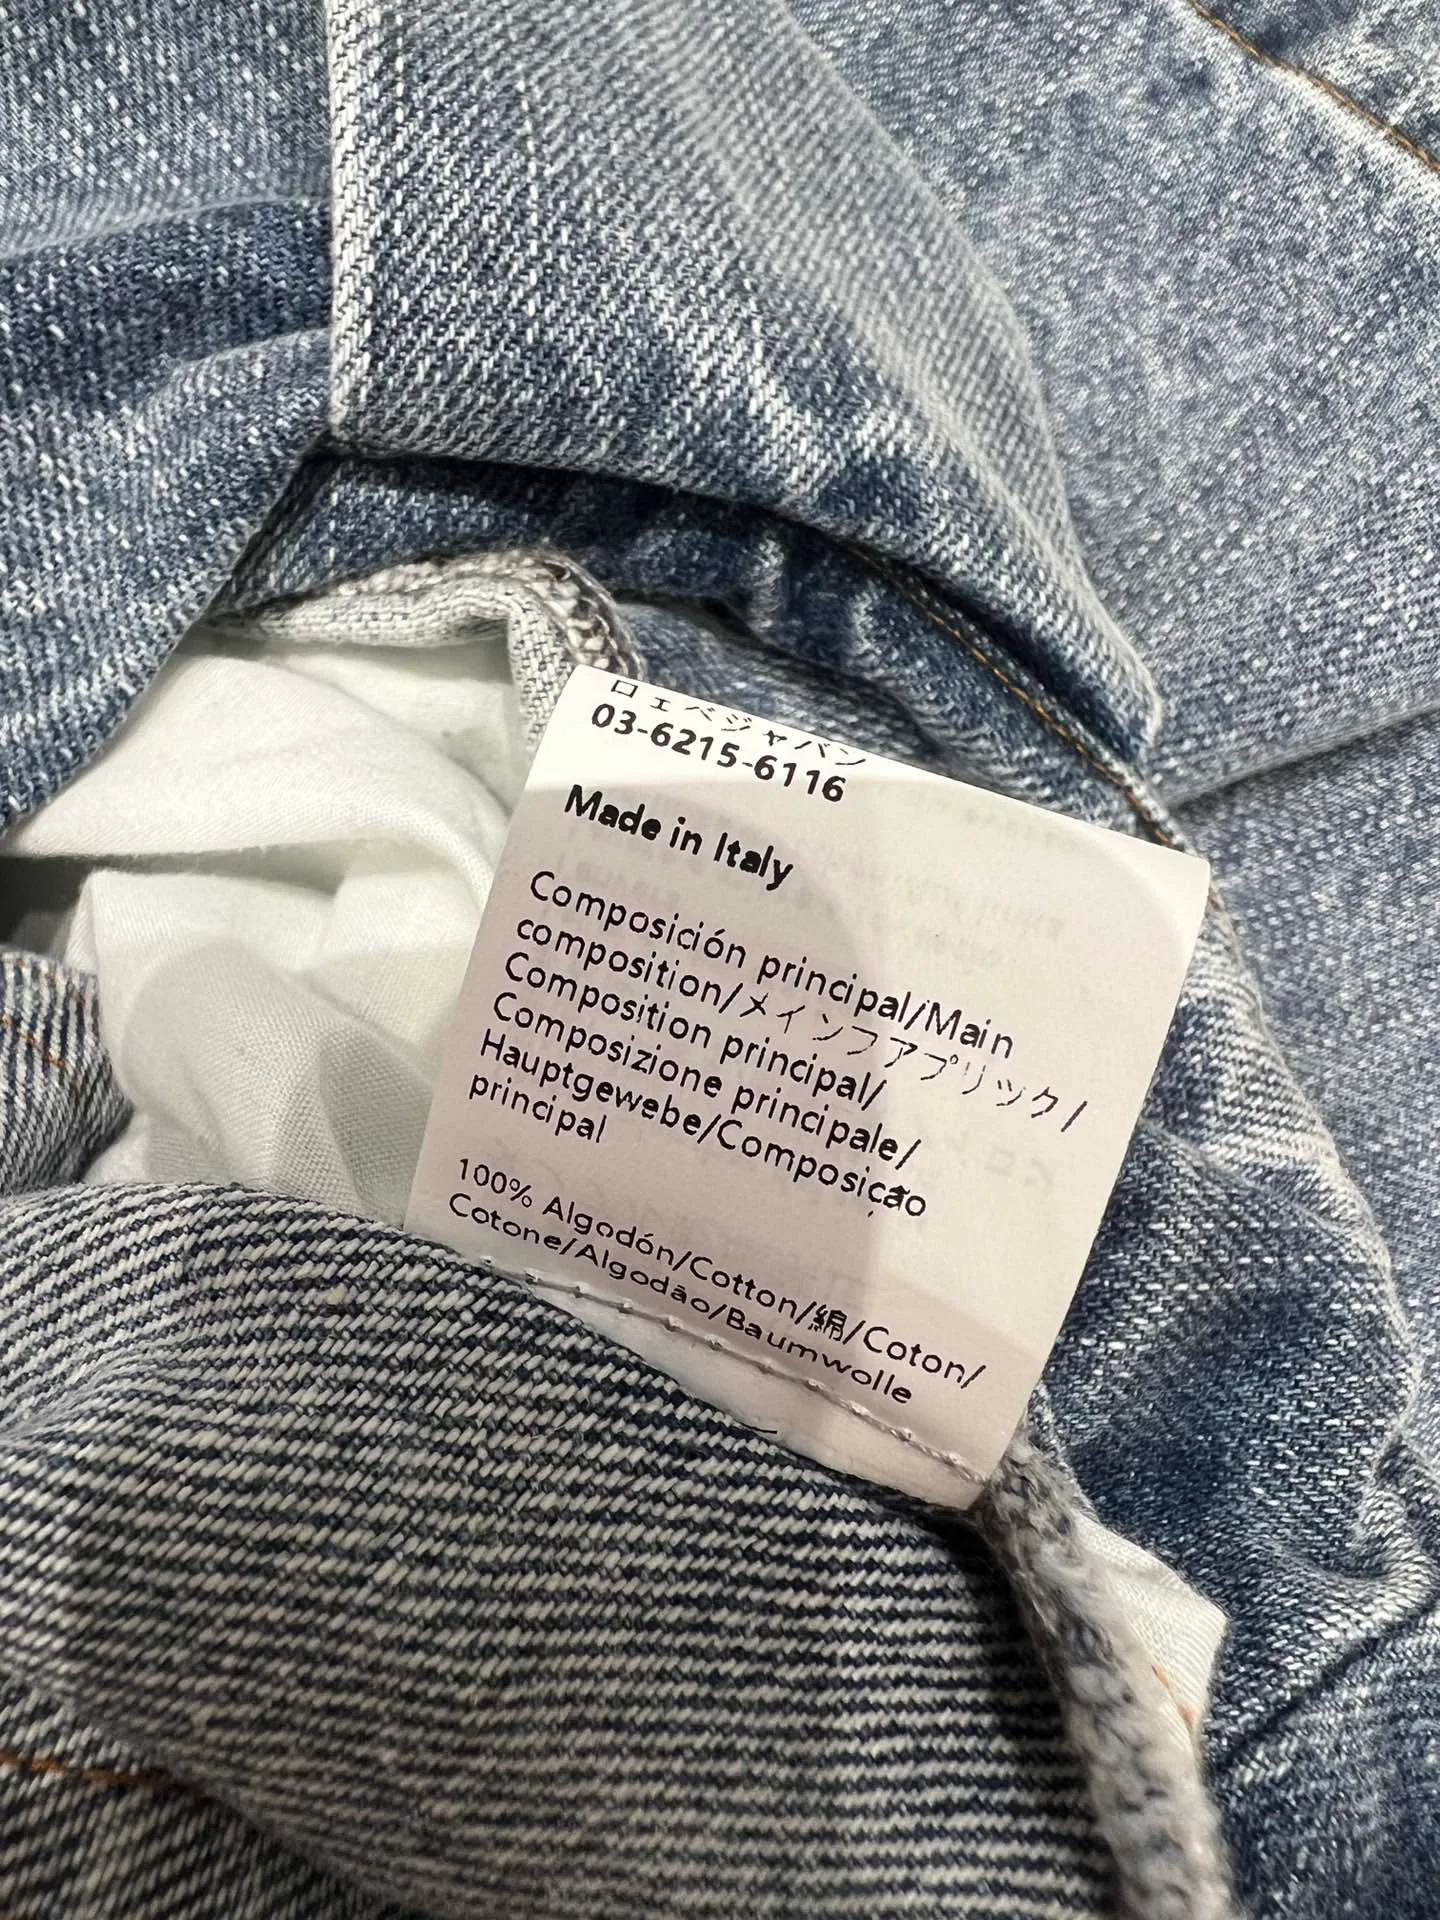 ロエベジャパン
03-6215-6116
Made in Italy
Composición principal/Main
composition/メインファブリック/
Composition principal/
Composizione principale/
Hauptgewebe/Composição
principal
100% Algodón/Cotton/綿/Coton/
Cotone/Algodão/Baumwolle